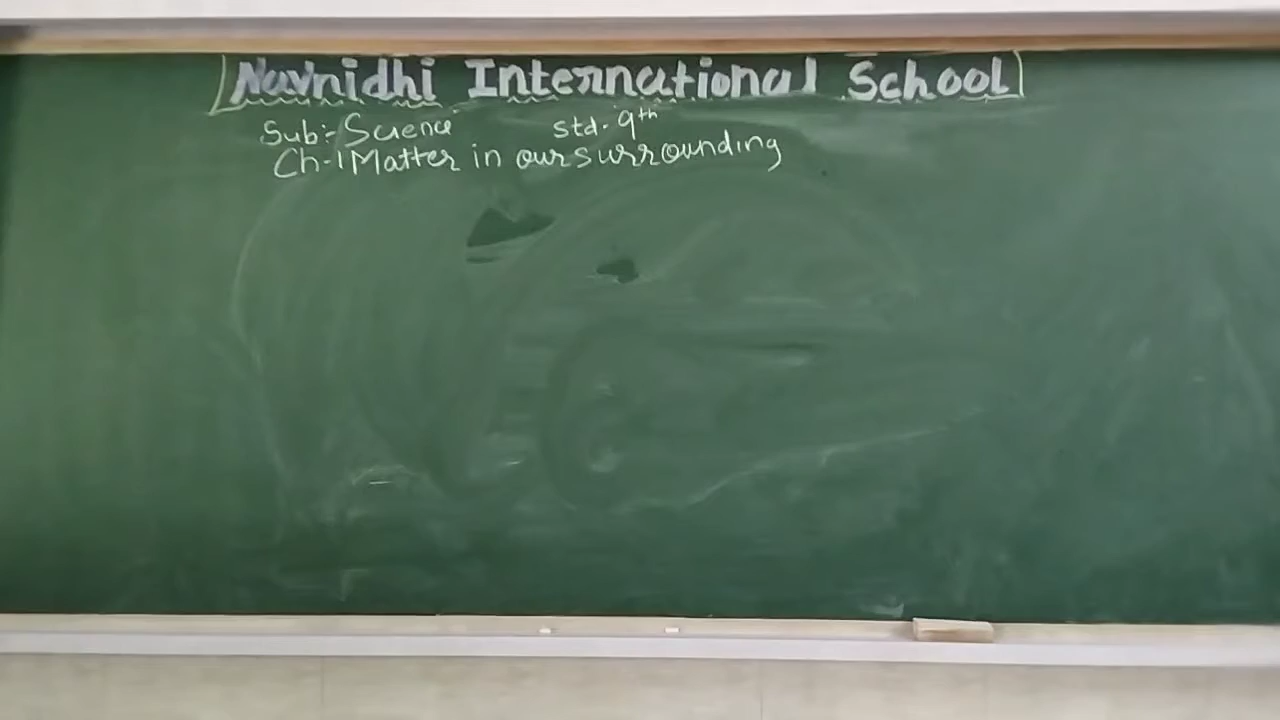 Navnidhi International School
Sub:- Science std. 9th
Ch-1 Matter in our surrounding